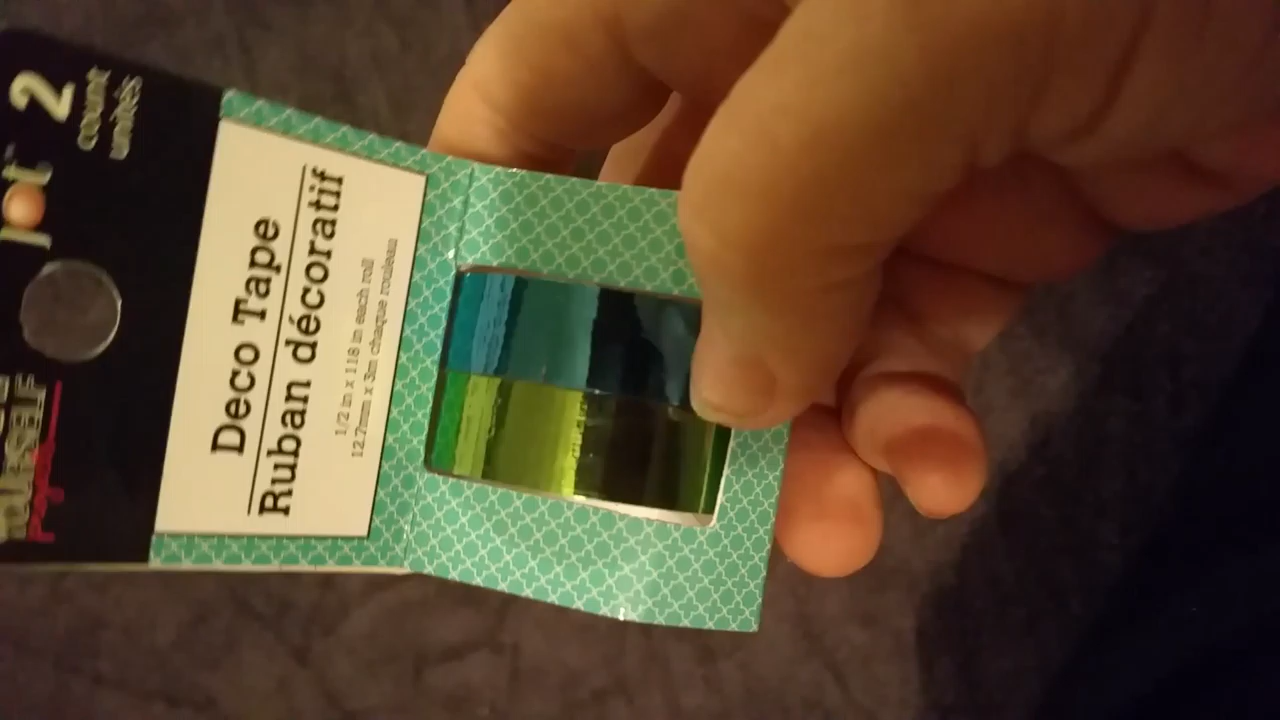 jot™
2
count
unités
Deco Tape
Ruban décoratif
1/2 in x 118 in each roll
12.7mm x 3m chaque rouleau